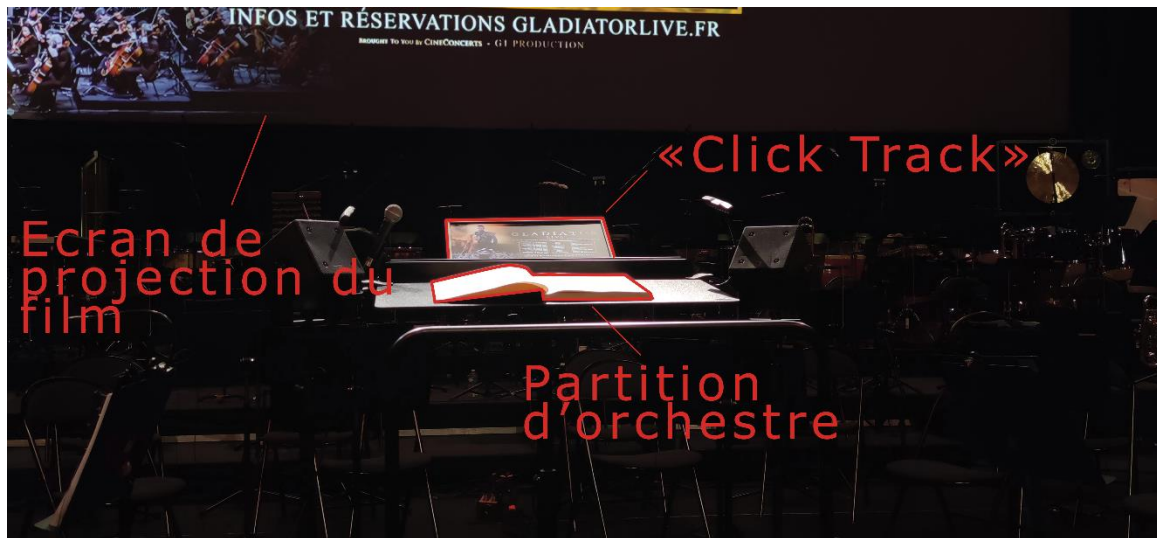 INFOS ET RÉSERVATIONS GLADIATORLIVE.FR
BROUGHT TO YOU BY CINECONCERTS - G1 PRODUCTION
«Click Track»
Ecran de
projection du
film
GLADIATOR
Partition
d'orchestre